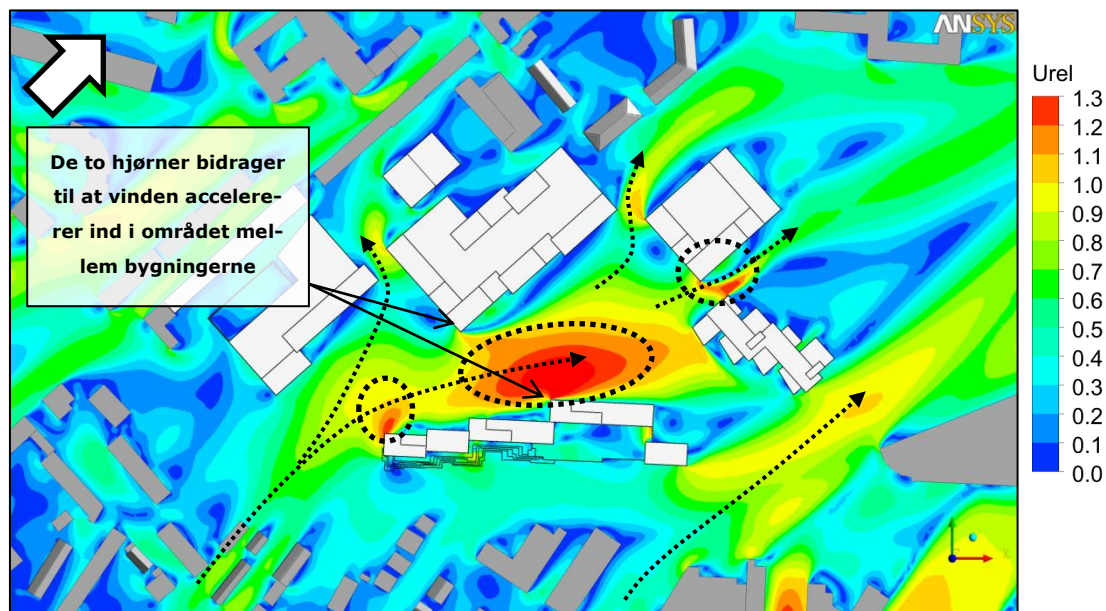 ANSYS
De to hjørner bidrager
til at vinden accelere-
rer ind i området mel-
lem bygningerne
Urel
1.3
1.2
1.0
0.9
0.8
0.7
0.6
0.5
0.4
0.3
0.2
0.1
0.0
X